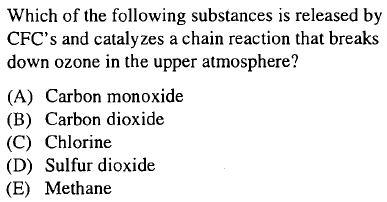 Which of the following substances is released by
CFC's and catalyzes a chain reaction that breaks
down ozone in the upper atmosphere?
(A) Carbon monoxide
(B) Carbon dioxide
(C) Chlorine
(D) Sulfur dioxide
(E) Methane